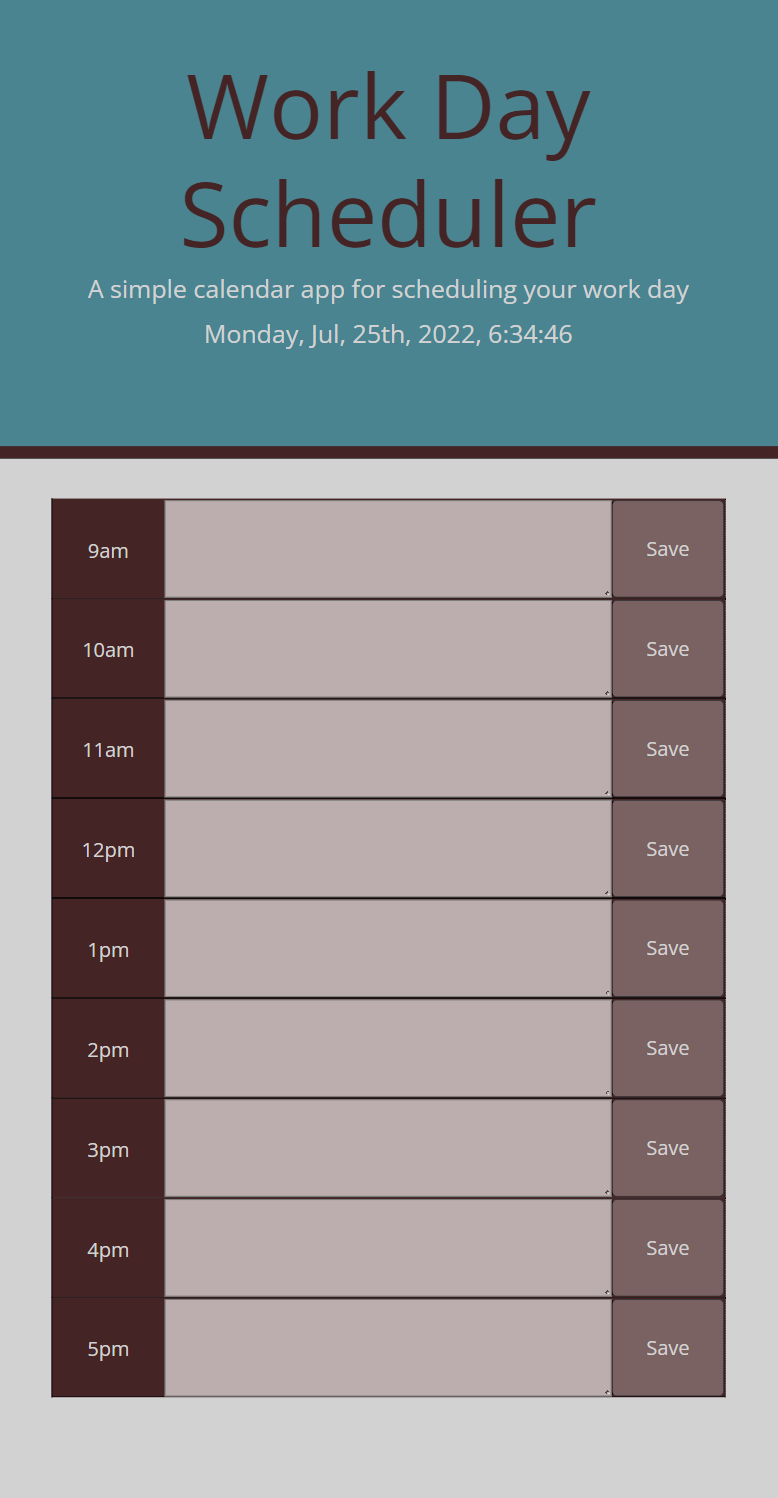 Work Day
Scheduler
A simple calendar app for scheduling your work day
Monday, Jul, 25th, 2022, 6:34:46
9am Save
10am Save
11am Save
12pm Save
1pm Save
2pm Save
3pm Save
4pm Save
5pm Save